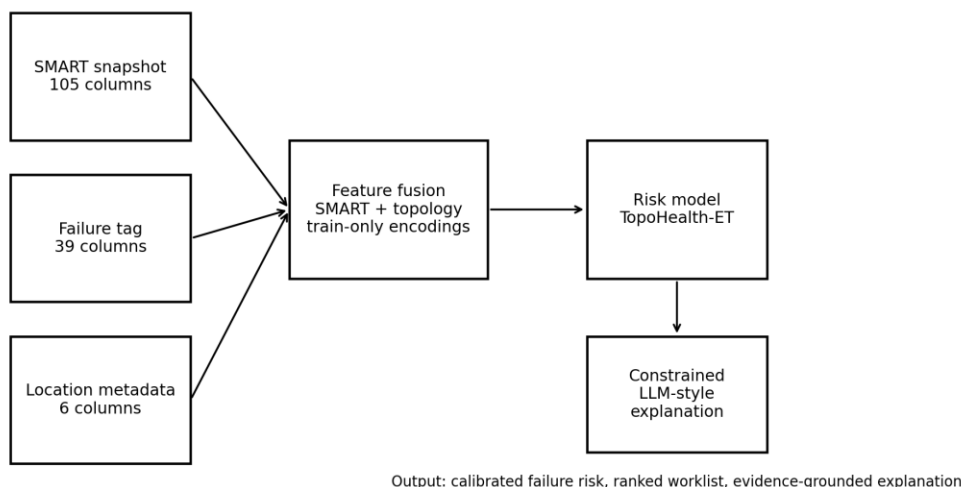 SMART snapshot
105 columns
Failure tag
39 columns
Location metadata
6 columns
Feature fusion
SMART + topology
train-only encodings
Risk model
TopoHealth-ET
Constrained
LLM-style
explanation
Output: calibrated failure risk, ranked worklist, evidence-grounded explanation